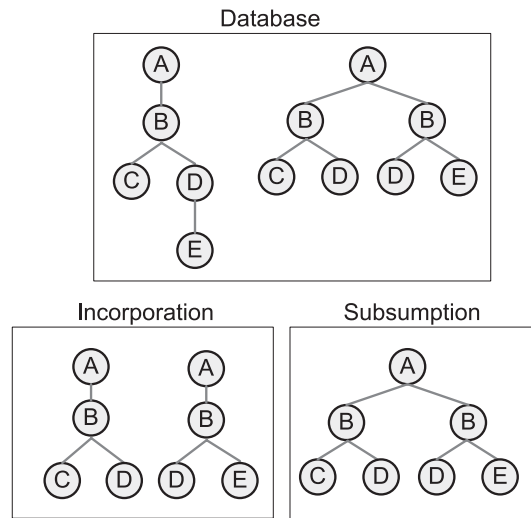 Database
A A
B B B
C D C D D E
E
Incorporation Subsumption
A A A
B B B B
C D D E C D D E